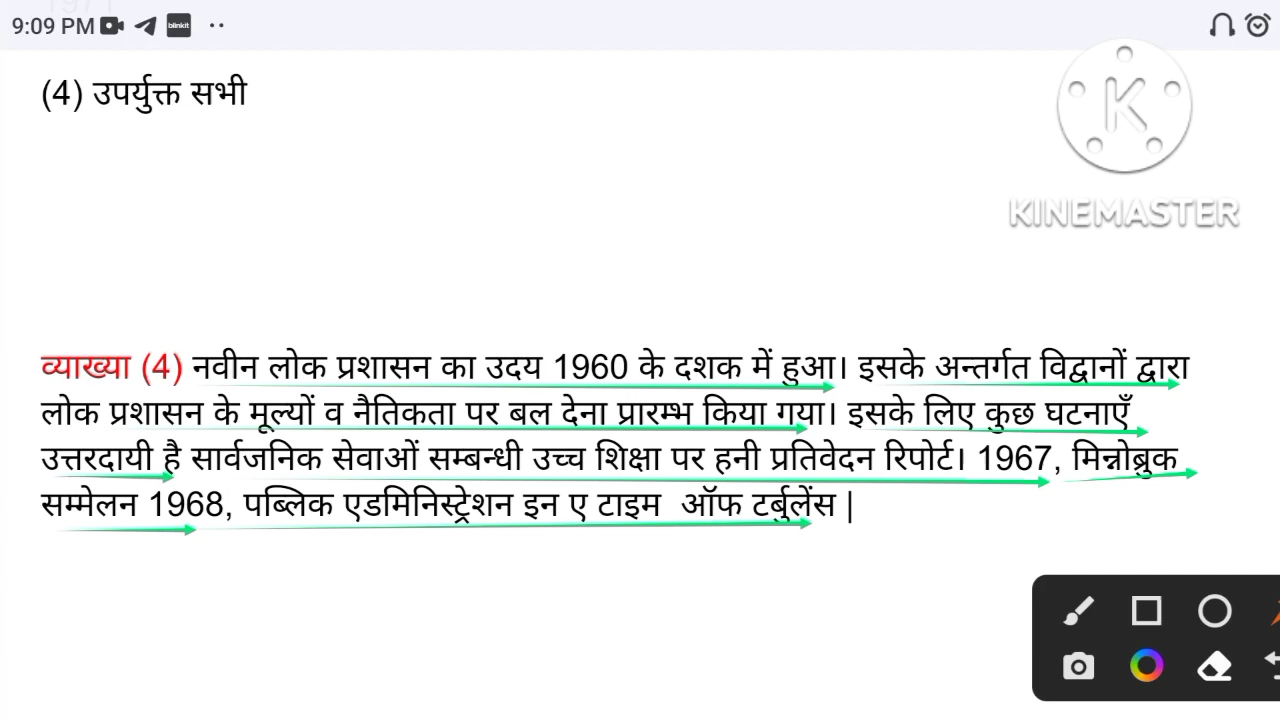 9:09 PM
blinkit
(4) उपर्युक्त सभी
KINEMASTER
व्याख्या (4) नवीन लोक प्रशासन का उदय 1960 के दशक में हुआ। इसके अन्तर्गत विद्वानों द्वारा
लोक प्रशासन के मूल्यों व नैतिकता पर बल देना प्रारम्भ किया गया। इसके लिए कुछ घटनाएँ
उत्तरदायी है सार्वजनिक सेवाओं सम्बन्धी उच्च शिक्षा पर हनी प्रतिवेदन रिपोर्ट। 1967, मिन्नोब्रुक
सम्मेलन 1968, पब्लिक एडमिनिस्ट्रेशन इन ए टाइम ऑफ टर्बुलेंस |